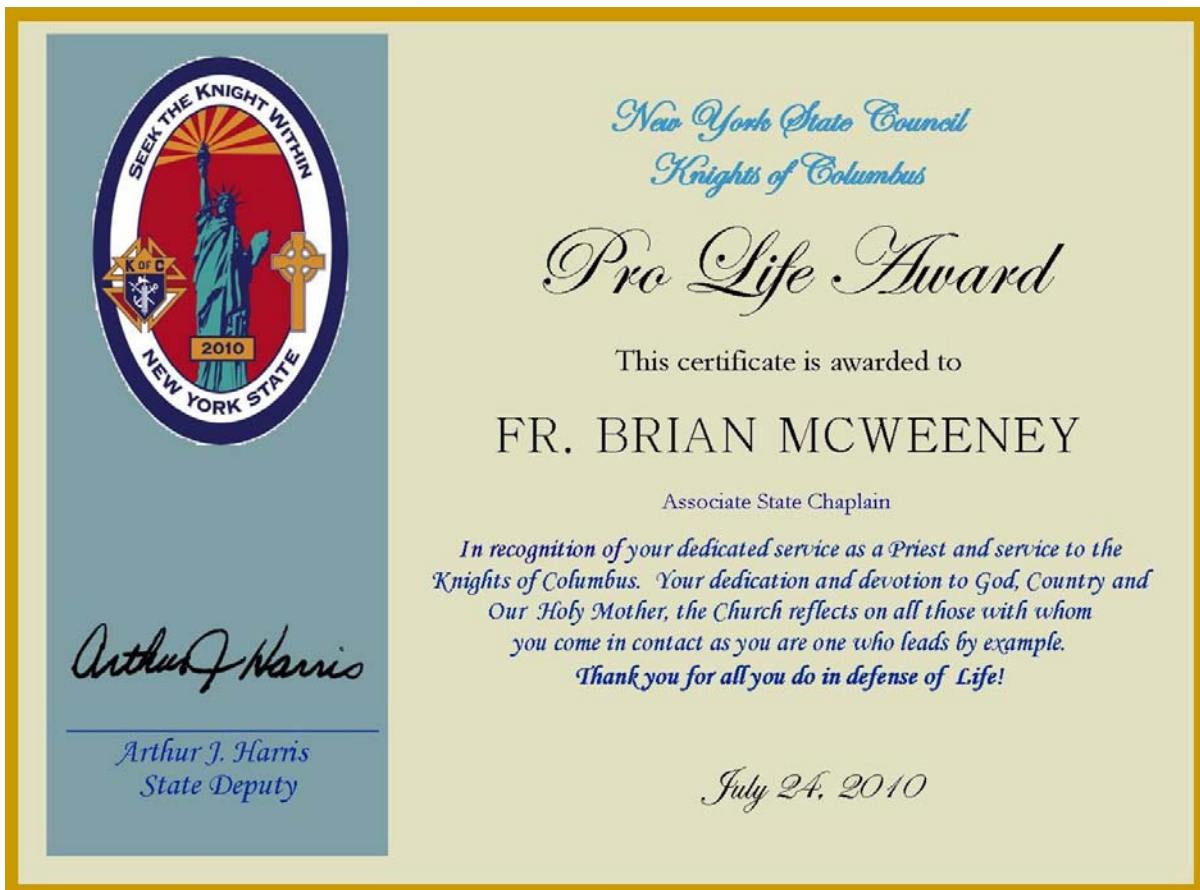 SEEK THE KNIGHT WITHIN
K OF C
2010
NEW YORK STATE
Arthur J Harris
Arthur J. Harris
State Deputy
New York State Council
Knights of Columbus
Pro Life Award
This certificate is awarded to
FR. BRIAN MCWEENEY
Associate State Chaplain
In recognition of your dedicated service as a Priest and service to the
Knights of Columbus. Your dedication and devotion to God, Country and
Our Holy Mother, the Church reflects on all those with whom
you come in contact as you are one who leads by example.
Thank you for all you do in defense of Life!
July 24, 2010